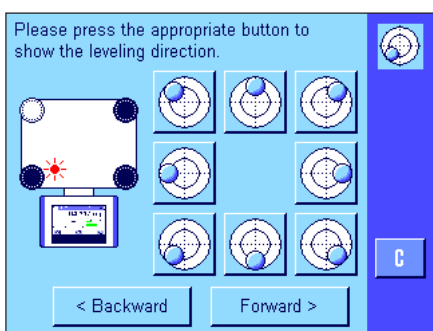 Please press the appropriate button to
show the leveling direction.
C
< Backward
Forward >